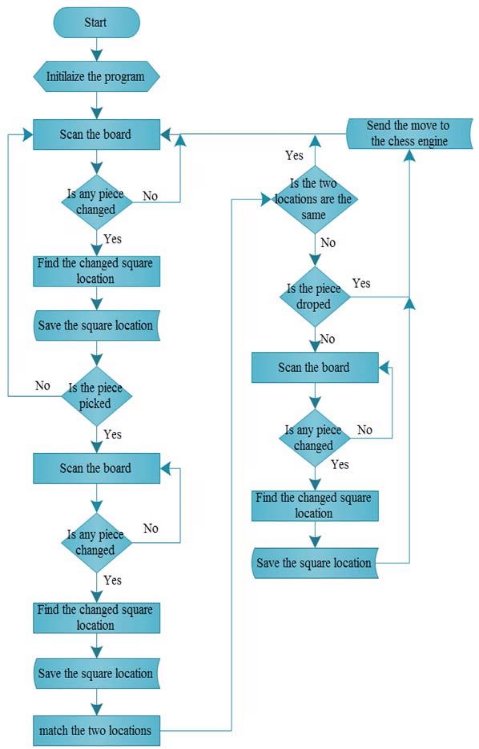 Start
Initilaize the program
Scan the board
Is any piece
changed
No
Yes
Find the changed square
location
Save the square location
Is the piece
picked
No
Yes
Scan the board
Is any piece
changed
No
Yes
Find the changed square
location
Save the square location
match the two locations
Send the move to
the chess engine
Yes
Is the two
locations are the
same
No
Is the piece
droped
Yes
No
Scan the board
Is any piece
changed
No
Yes
Find the changed square
location
Save the square location